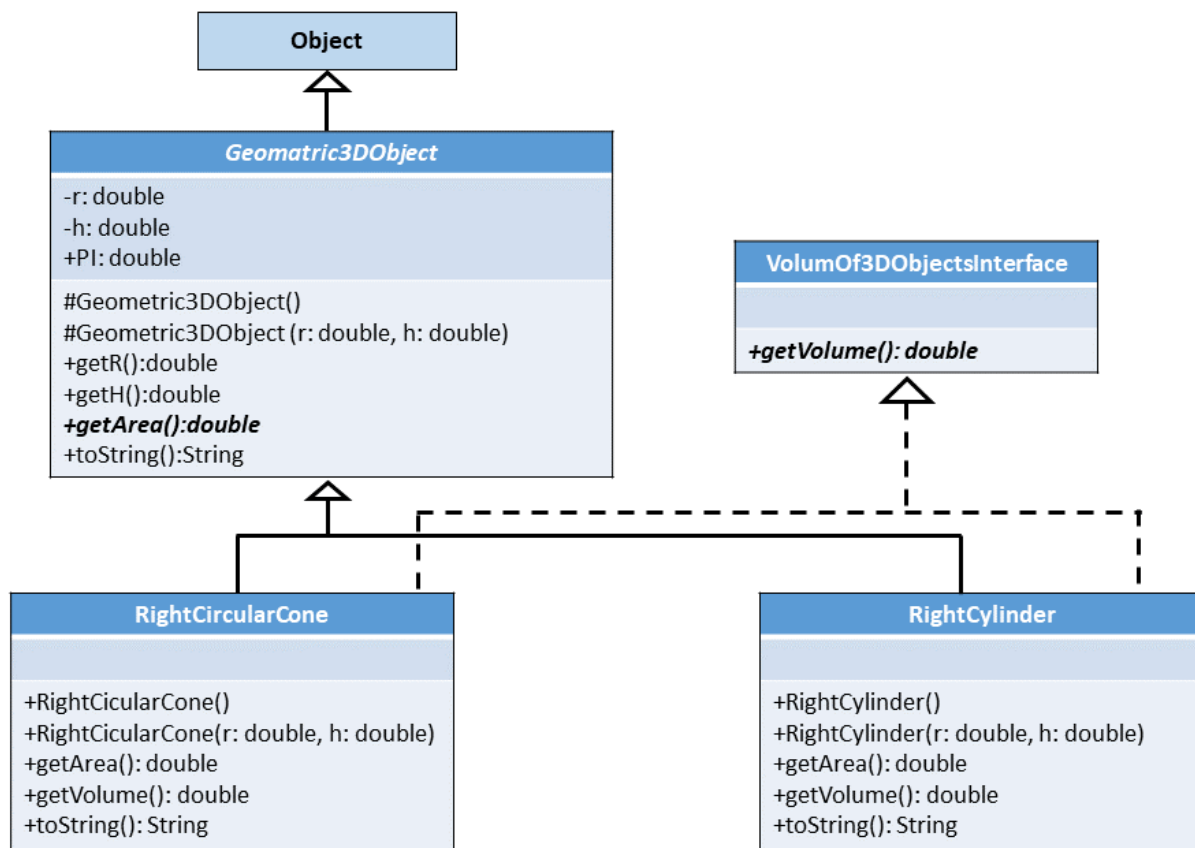 Object
Geomatric3DObject
-r: double
-h: double
+PI: double
#Geometric3DObject()
#Geometric3DObject (r: double, h: double)
+getR():double
+getH():double
+getArea():double
+toString():String
VolumOf3DObjectsInterface
+getVolume(): double
RightCircularCone
+RightCicularCone()
+RightCicularCone(r: double, h: double)
+getArea(): double
+getVolume(): double
+toString(): String
RightCylinder
+RightCylinder()
+RightCylinder(r: double, h: double)
+getArea(): double
+getVolume(): double
+toString(): String